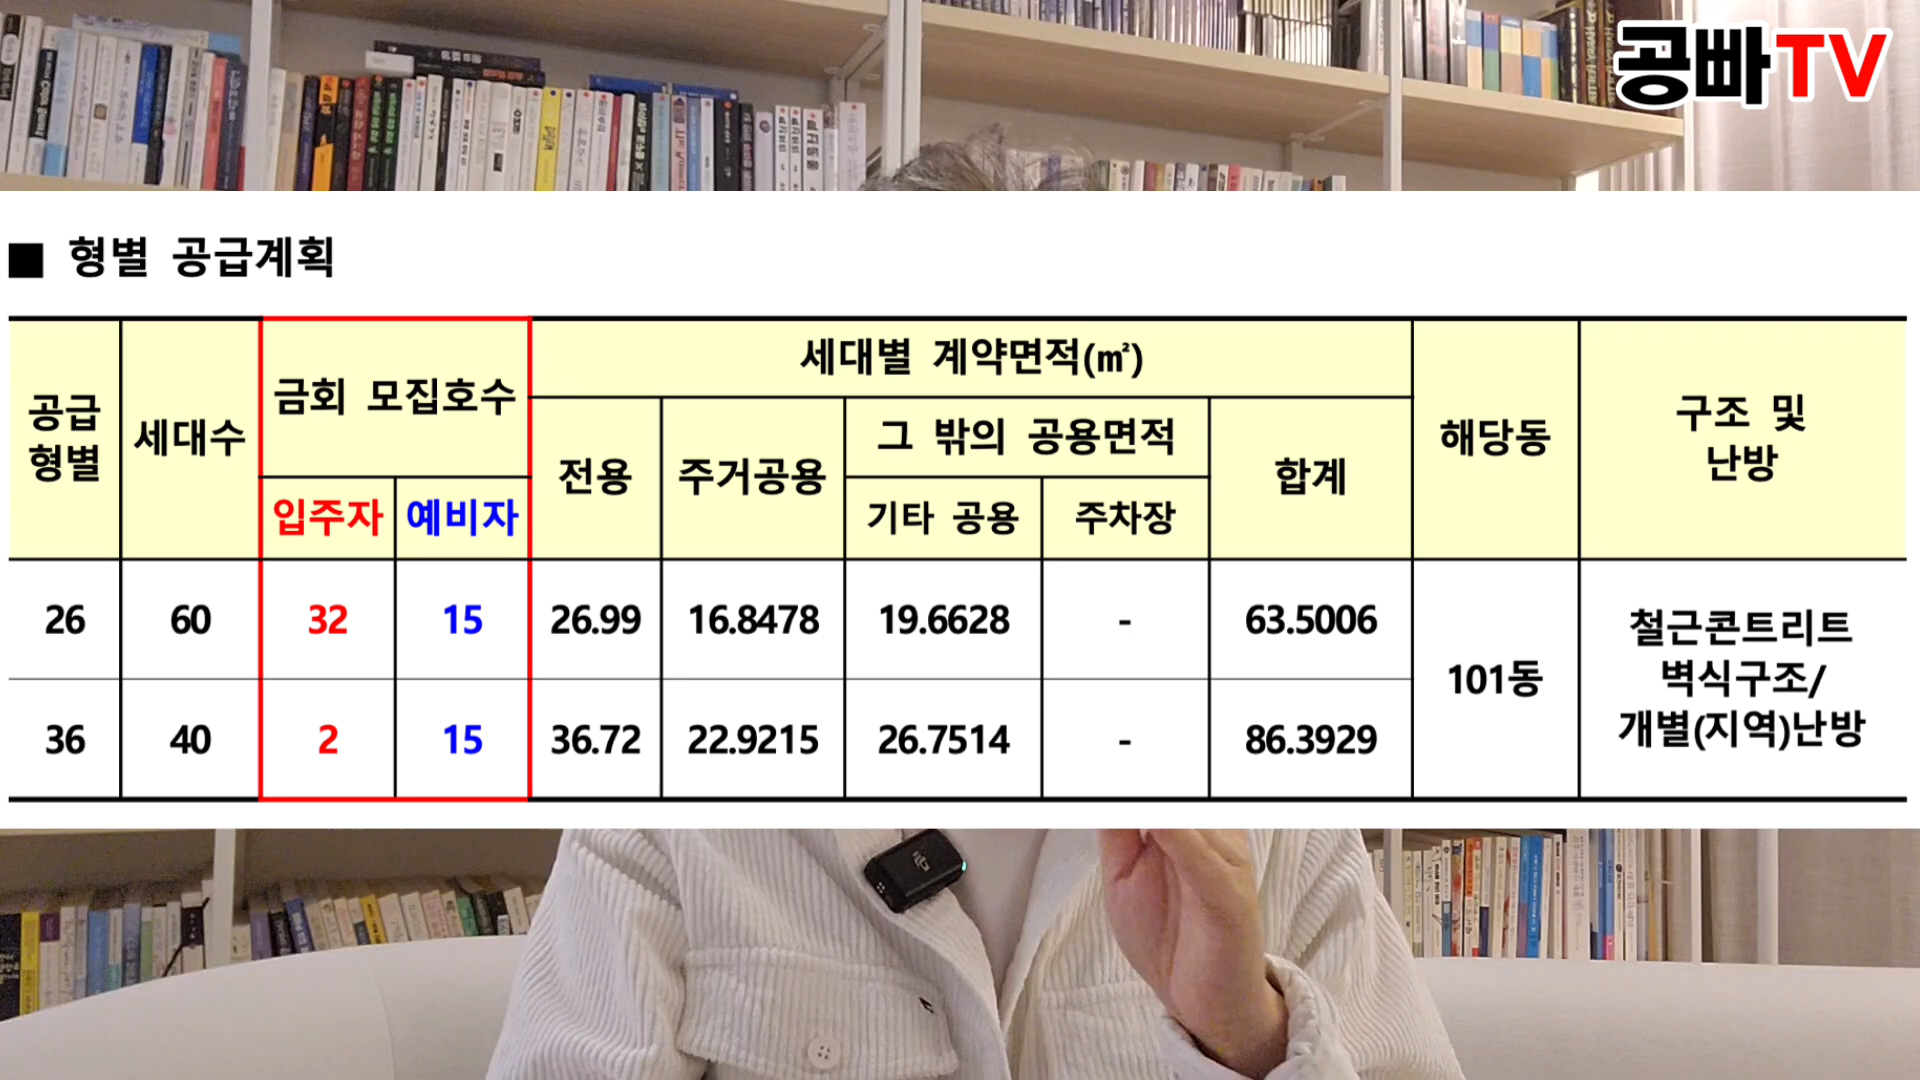 공빠TV
■ 형별 공급계획
공급
형별
세대수
금회 모집호수
입주자
예비자
세대별 계약면적(㎡)
전용
주거공용
그 밖의 공용면적
기타 공용
주차장
합계
해당동
구조 및
난방
26 60 32 15 26.99 16.8478 19.6628 - 63.5006
36 40 2 15 36.72 22.9215 26.7514 - 86.3929
101동
철근콘트리트
벽식구조/
개별(지역)난방